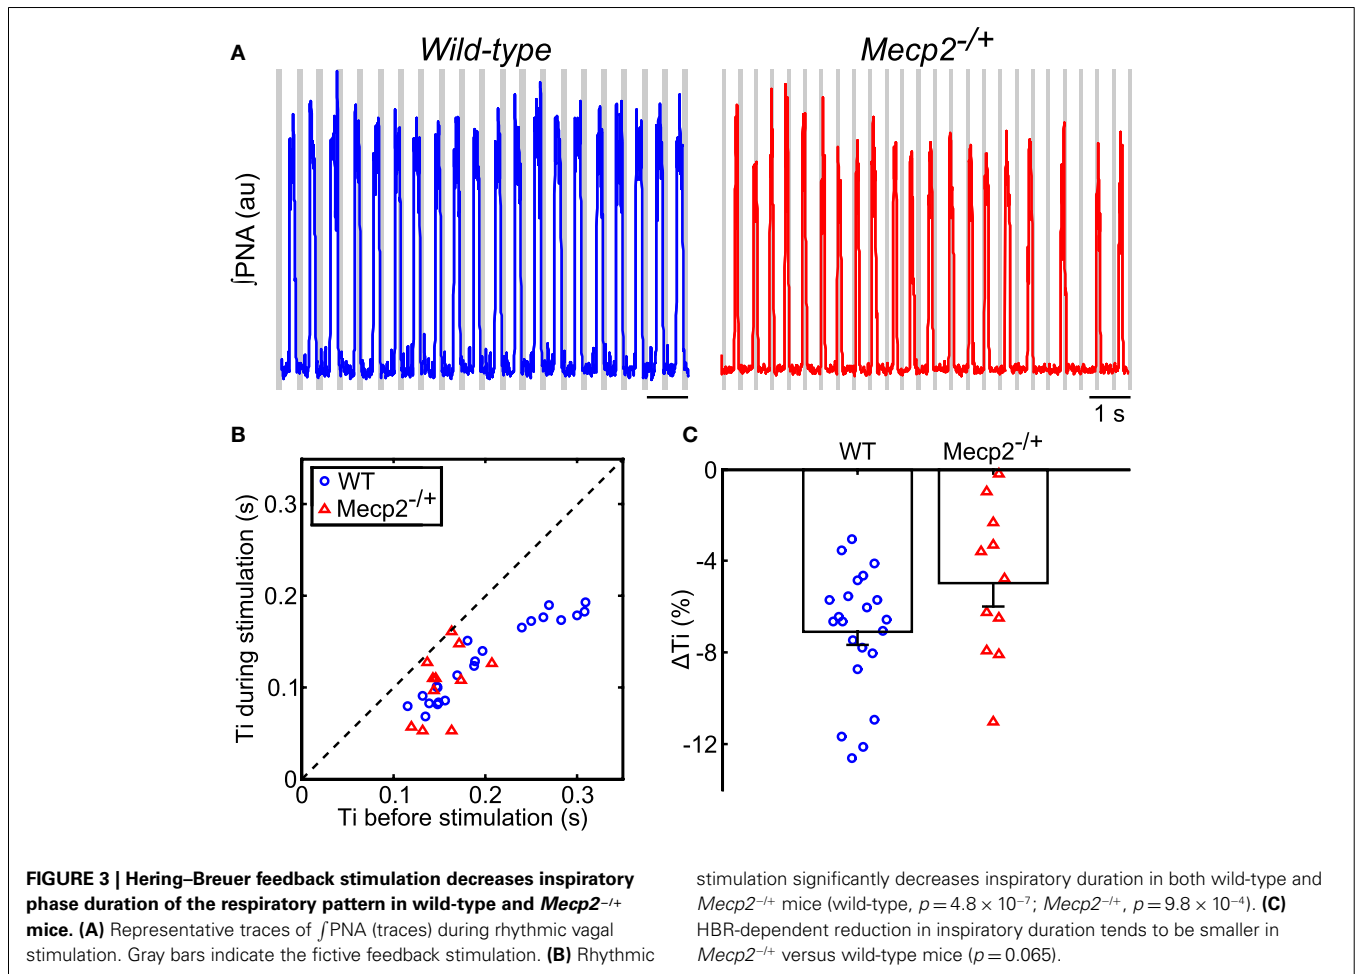 A
Wild-type
Mecp2-/+
∫PNA (au)
1 s
B
WT
Mecp2-/+
Ti during stimulation (s)
0.3
0.2
0.1
0
0
0.1
0.2
0.3
Ti before stimulation (s)
C
WT
Mecp2-/+
ΔTi (%)
0
-4
-8
-12
FIGURE 3 | Hering–Breuer feedback stimulation decreases inspiratory
phase duration of the respiratory pattern in wild-type and Mecp2−/+
mice. (A) Representative traces of ∫PNA (traces) during rhythmic vagal
stimulation. Gray bars indicate the fictive feedback stimulation. (B) Rhythmic
stimulation significantly decreases inspiratory duration in both wild-type and
Mecp2−/+ mice (wild-type, p = 4.8 × 10−7; Mecp2−/+, p = 9.8 × 10−4). (C)
HBR-dependent reduction in inspiratory duration tends to be smaller in
Mecp2−/+ versus wild-type mice (p = 0.065).